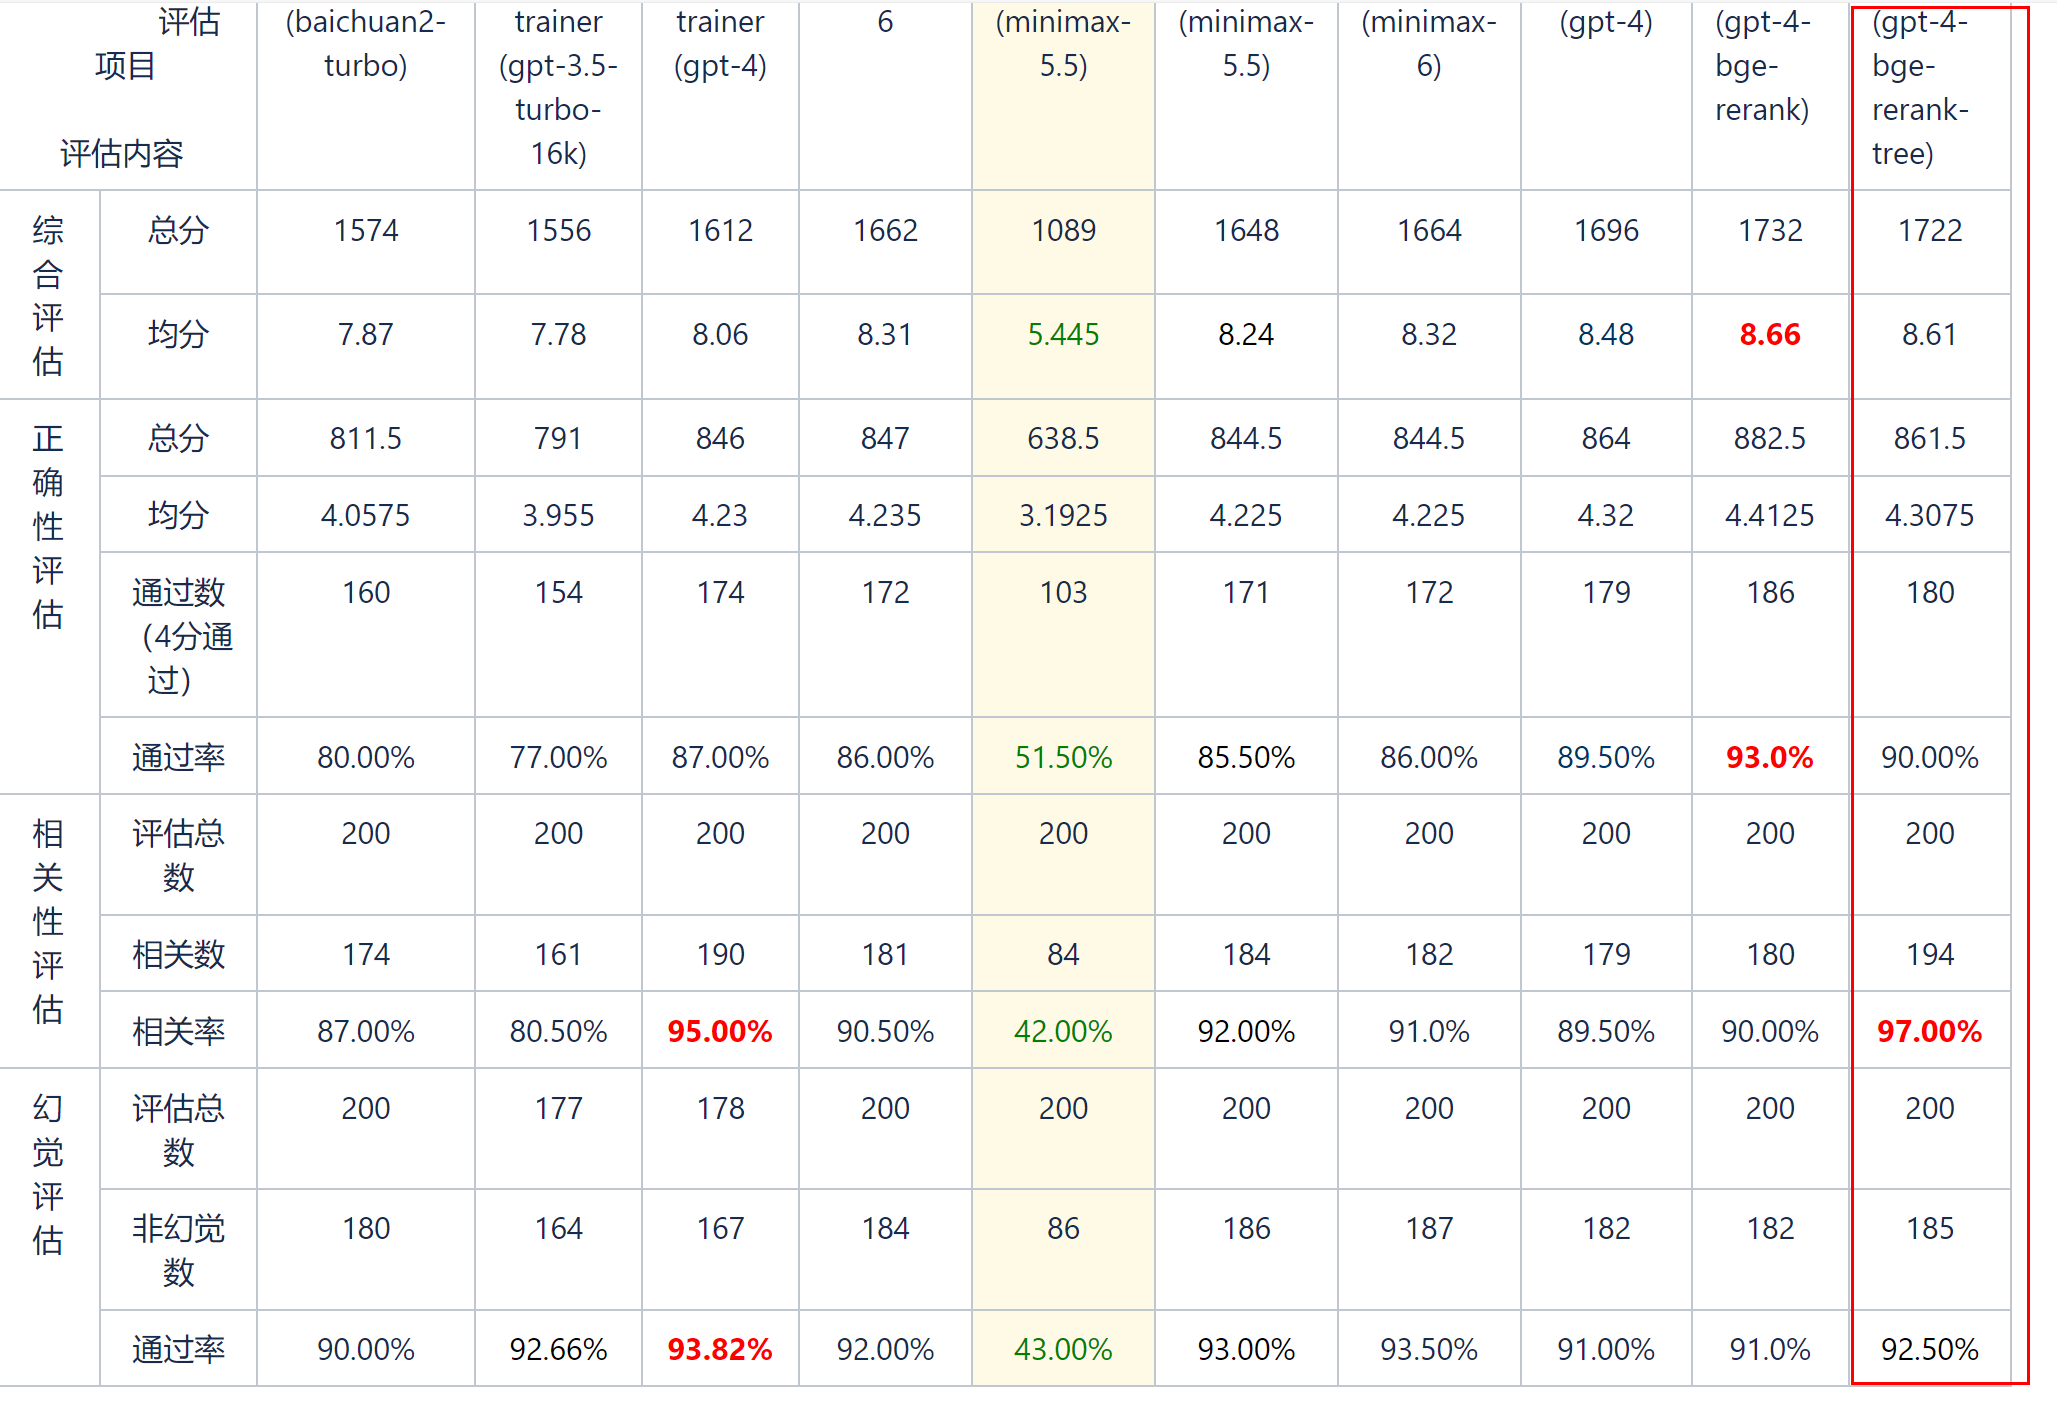 评估
项目
评估内容
(baichuan2-
turbo)
trainer
(gpt-3.5-
turbo-
16k)
trainer
(gpt-4)
6
(minimax-
5.5)
(minimax-
5.5)
(minimax-
6)
(gpt-4)
(gpt-4-
bge-
rerank)
(gpt-4-
bge-
rerank-
tree)
综合评估
总分 1574 1556 1612 1662 1089 1648 1664 1696 1732 1722
均分 7.87 7.78 8.06 8.31 5.445 8.24 8.32 8.48 8.66 8.61
正确性评估
总分 811.5 791 846 847 638.5 844.5 844.5 864 882.5 861.5
均分 4.0575 3.955 4.23 4.235 3.1925 4.225 4.225 4.32 4.4125 4.3075
通过数
（4分通
过）
160 154 174 172 103 171 172 179 186 180
通过率 80.00% 77.00% 87.00% 86.00% 51.50% 85.50% 86.00% 89.50% 93.0% 90.00%
相关性评估
评估总
数
200 200 200 200 200 200 200 200 200 200
相关数 174 161 190 181 84 184 182 179 180 194
相关率 87.00% 80.50% 95.00% 90.50% 42.00% 92.00% 91.0% 89.50% 90.00% 97.00%
幻觉评估
评估总
数
200 177 178 200 200 200 200 200 200 200
非幻觉
数
180 164 167 184 86 186 187 182 182 185
通过率 90.00% 92.66% 93.82% 92.00% 43.00% 93.00% 93.50% 91.00% 91.0% 92.50%